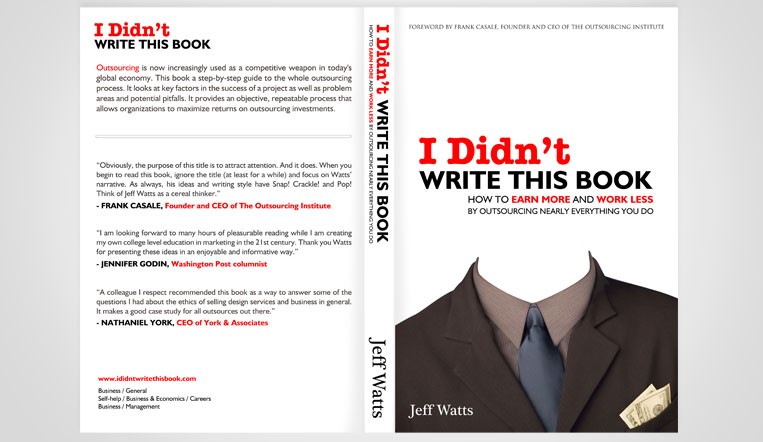 I Didn't
WRITE THIS BOOK
Outsourcing is now increasingly used as a competitive weapon in today's
global economy. This book a step-by-step guide to the whole outsourcing
process. It looks at key factors in the success of a project as well as problem
areas and potential pitfalls. It provides an objective, repeatable process that
allows organizations to maximize returns on outsourcing investments.
“Obviously, the purpose of this title is to attract attention. And it does. When you
begin to read this book, ignore the title (at least for a while) and focus on Watts'
narrative. As always, his ideas and writing style have Snap! Crackle! and Pop!
Think of Jeff Watts as a cereal thinker.”
- FRANK CASALE, Founder and CEO of The Outsourcing Institute
“I am looking forward to many hours of pleasurable reading while I am creating
my own college level education in marketing in the 21st century. Thank you Watts
for presenting these ideas in an enjoyable and informative way.”
- JENNIFER GODIN, Washington Post columnist
“A colleague I respect recommended this book as a way to answer some of the
questions I had about the ethics of selling design services and business in general.
It makes a good case study for all outsources out there.”
- NATHANIEL YORK, CEO of York & Associates
www.ididntwritethisbook.com
Business / General
Self-help / Business & Economics / Careers
Business / Management
I Didn't WRITE THIS BOOK
HOW TO EARN MORE AND WORK LESS BY OUTSOURCING NEARLY EVERYTHING YOU DO
Jeff Watts
FOREWORD BY FRANK CASALE, FOUNDER AND CEO OF THE OUTSOURCING INSTITUTE
I Didn't
WRITE THIS BOOK
HOW TO EARN MORE AND WORK LESS
BY OUTSOURCING NEARLY EVERYTHING YOU DO
Jeff Watts